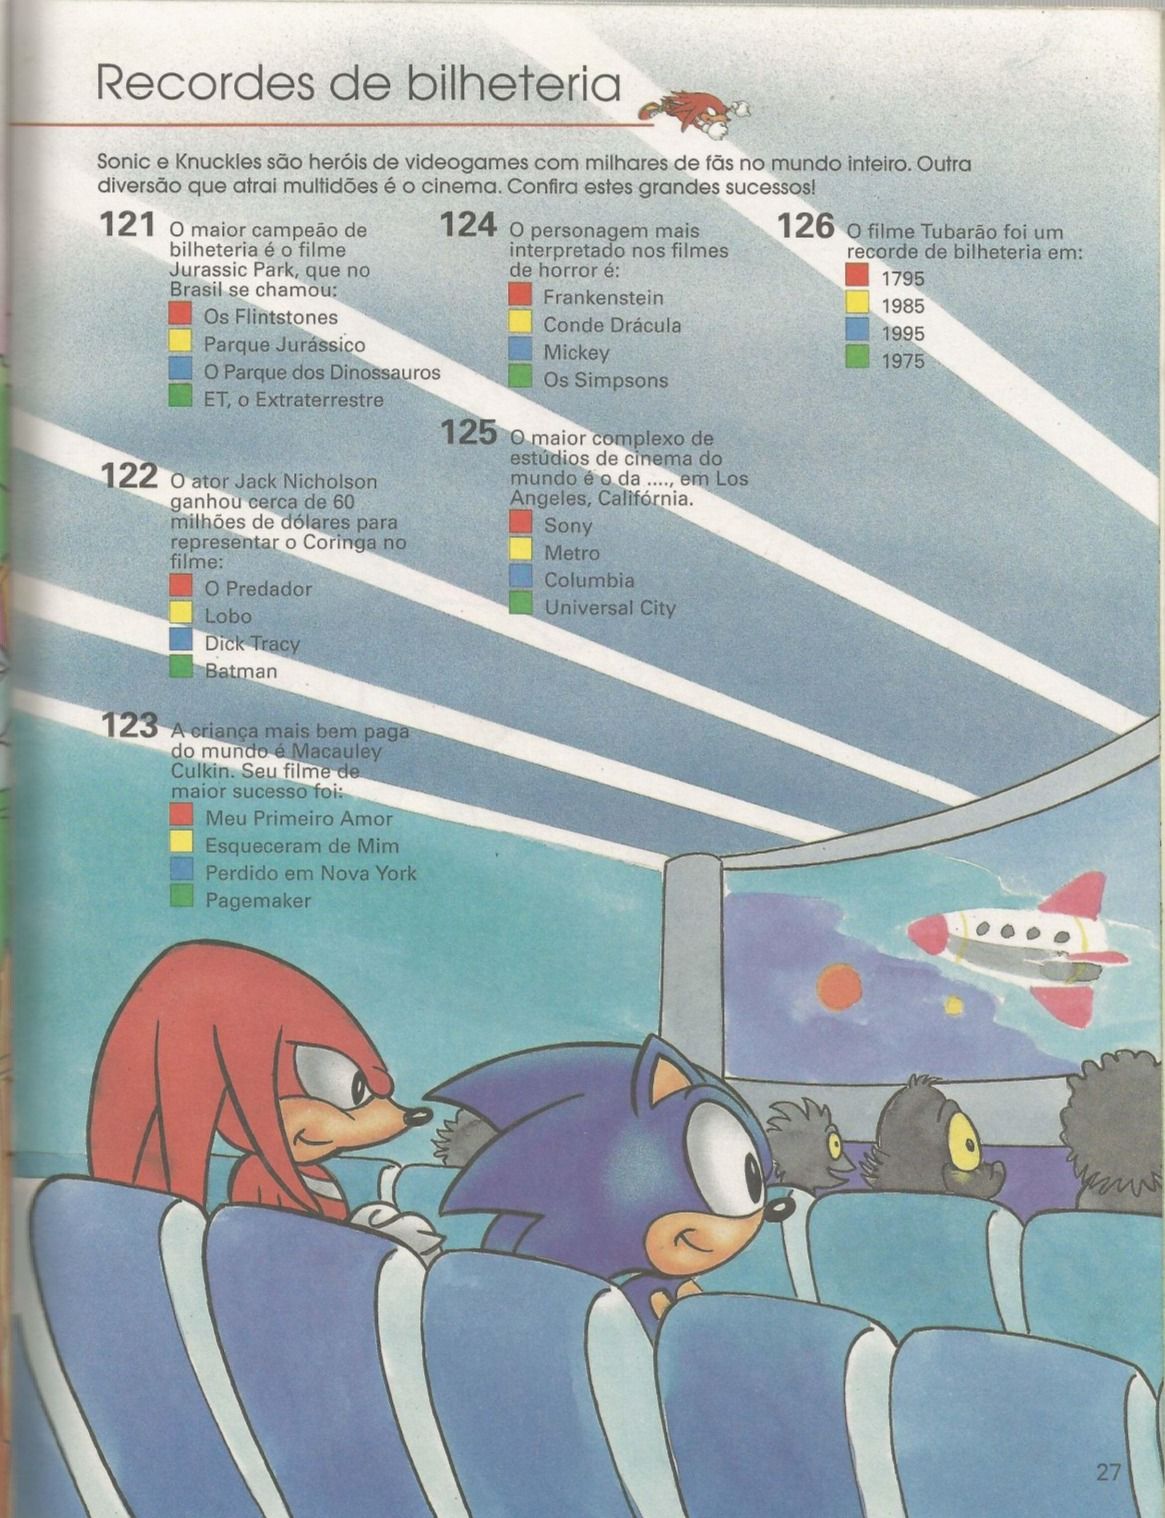 Recordes de bilheteria
Sonic e Knuckles são heróis de videogames com milhares de fãs no mundo inteiro. Outra
diversão que atrai multidões é o cinema. Confira estes grandes sucessos!
121 O maior campeão de
bilheteria é o filme
Jurassic Park, que no
Brasil se chamou:
Os Flintstones
Parque Jurássico
O Parque dos Dinossauros
ET, o Extraterrestre
122 O ator Jack Nicholson
ganhou cerca de 60
milhões de dólares para
representar o Coringa no
filme:
O Predador
Lobo
Dick Tracy
Batman
123 A criança mais bem paga
do mundo é Macauley
Culkin. Seu filme de
maior sucesso foi:
Meu Primeiro Amor
Esqueceram de Mim
Perdido em Nova York
Pagemaker
124 O personagem mais
interpretado nos filmes
de horror é:
Frankenstein
Conde Drácula
Mickey
Os Simpsons
125 O maior complexo de
estúdios de cinema do
mundo é o da ...., em Los
Angeles, Califórnia.
Sony
Metro
Columbia
Universal City
126 O filme Tubarão foi um
recorde de bilheteria em:
1795
1985
1995
1975
27